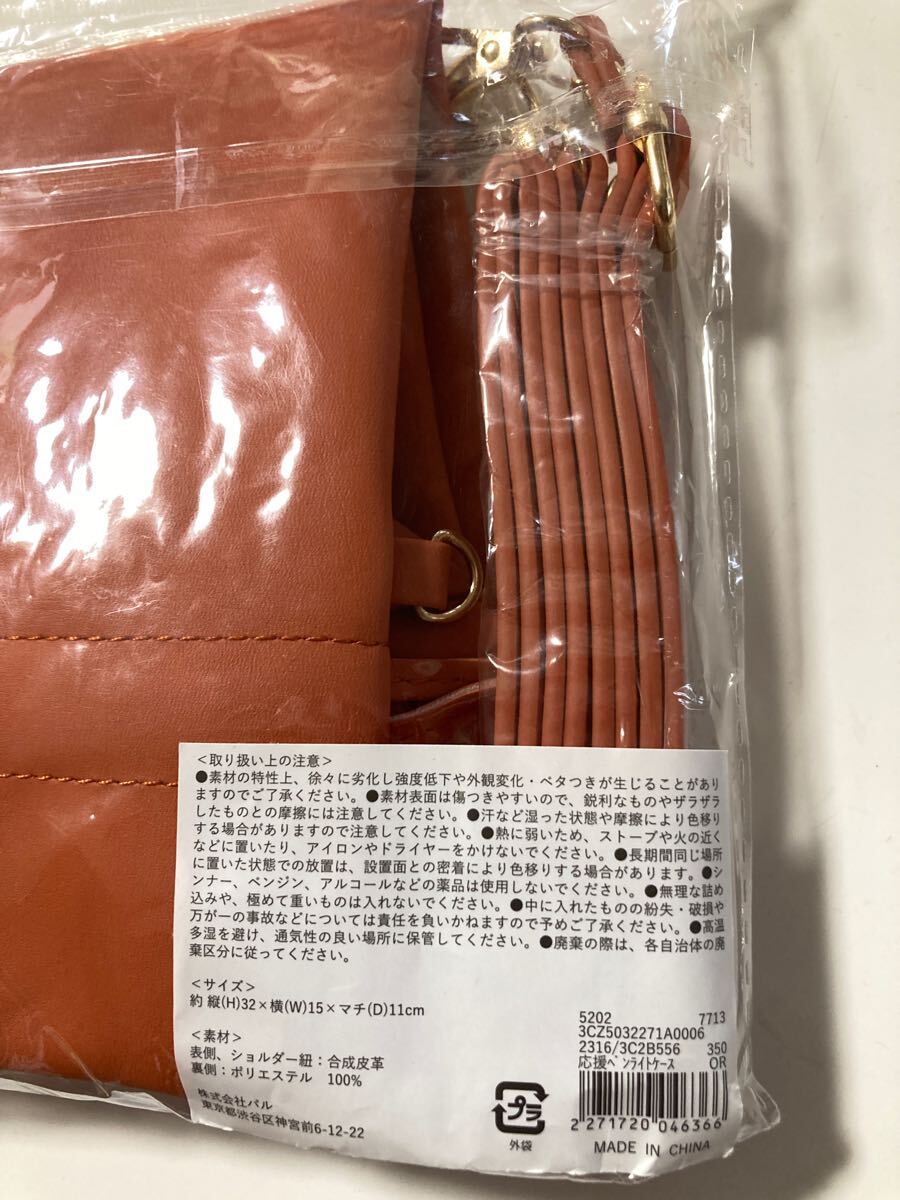 ＜取り扱い上の注意＞
●素材の特性上、徐々に劣化し強度低下や外観変化・ベタつきが生じることがあり
ますのでご了承ください。●素材表面は傷つきやすいので、鋭利なものやザラザラ
したものとの摩擦には注意してください。●汗など湿った状態や摩擦により色移り
する場合がありますので注意してください。●熱に弱いため、ストーブや火の近く
などに置いたり、アイロンやドライヤーをかけないでください。●長期間同じ場所
に置いた状態での放置は、設置面との密着により色移りする場合があります。●シ
ンナー、ベンジン、アルコールなどの薬品は使用しないでください。●無理な詰め
込みや、極めて重いものは入れないでください。●中に入れたものの紛失・破損や
万が一の事故などについては責任を負いかねますので予めご了承ください。●高温
多湿を避け、通気性の良い場所に保管してください。●廃棄の際は、各自治体の廃
棄区分に従ってください。
＜サイズ＞
約 縦(H)32×横(W)15×マチ(D)11cm
＜素材＞
表側、ショルダー紐：合成皮革
裏側：ポリエステル 100%
株式会社パル
東京都渋谷区神宮前6-12-22
プラ
外袋
5202 7713
3CZ5032271A0006
2316/3C2B556 350
応援ペンライトケース OR
2 271720 046366
MADE IN CHINA